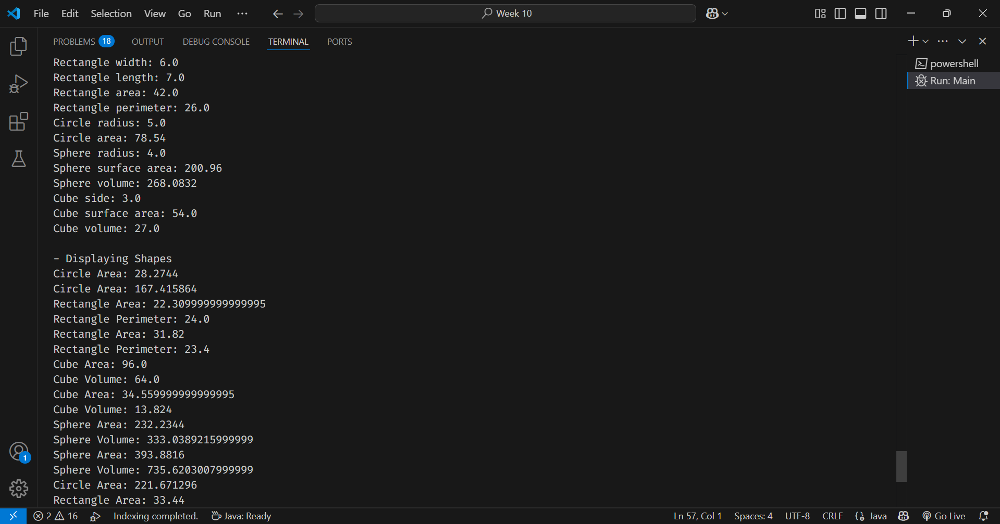 File Edit Selection View Go Run ··· Week 10
PROBLEMS 18 OUTPUT DEBUG CONSOLE TERMINAL PORTS
powershell
Run: Main
Rectangle width: 6.0
Rectangle length: 7.0
Rectangle area: 42.0
Rectangle perimeter: 26.0
Circle radius: 5.0
Circle area: 78.54
Sphere radius: 4.0
Sphere surface area: 200.96
Sphere volume: 268.0832
Cube side: 3.0
Cube surface area: 54.0
Cube volume: 27.0
- Displaying Shapes
Circle Area: 28.2744
Circle Area: 167.415864
Rectangle Area: 22.309999999999995
Rectangle Perimeter: 24.0
Rectangle Area: 31.82
Rectangle Perimeter: 23.4
Cube Area: 96.0
Cube Volume: 64.0
Cube Area: 34.559999999999995
Cube Volume: 13.824
Sphere Area: 232.2344
Sphere Volume: 333.0389215999999
Sphere Area: 393.8816
Sphere Volume: 735.6203007999999
Circle Area: 221.671296
Rectangle Area: 33.44
1
2 16 Indexing completed. Java: Ready Ln 57, Col 1 Spaces: 4 UTF-8 CRLF Java Go Live